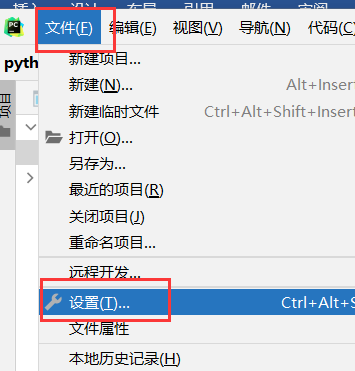 文件(F) 编辑(E) 视图(V) 导航(N) 代码(C)
pyth
新建项目...
新建(N)... Alt+Insert
新建临时文件 Ctrl+Alt+Shift+Insert
项目
打开(O)...
另存为...
最近的项目(R)
关闭项目(J)
重命名项目...
远程开发...
设置(T)... Ctrl+Alt+S
文件属性
本地历史记录(H)